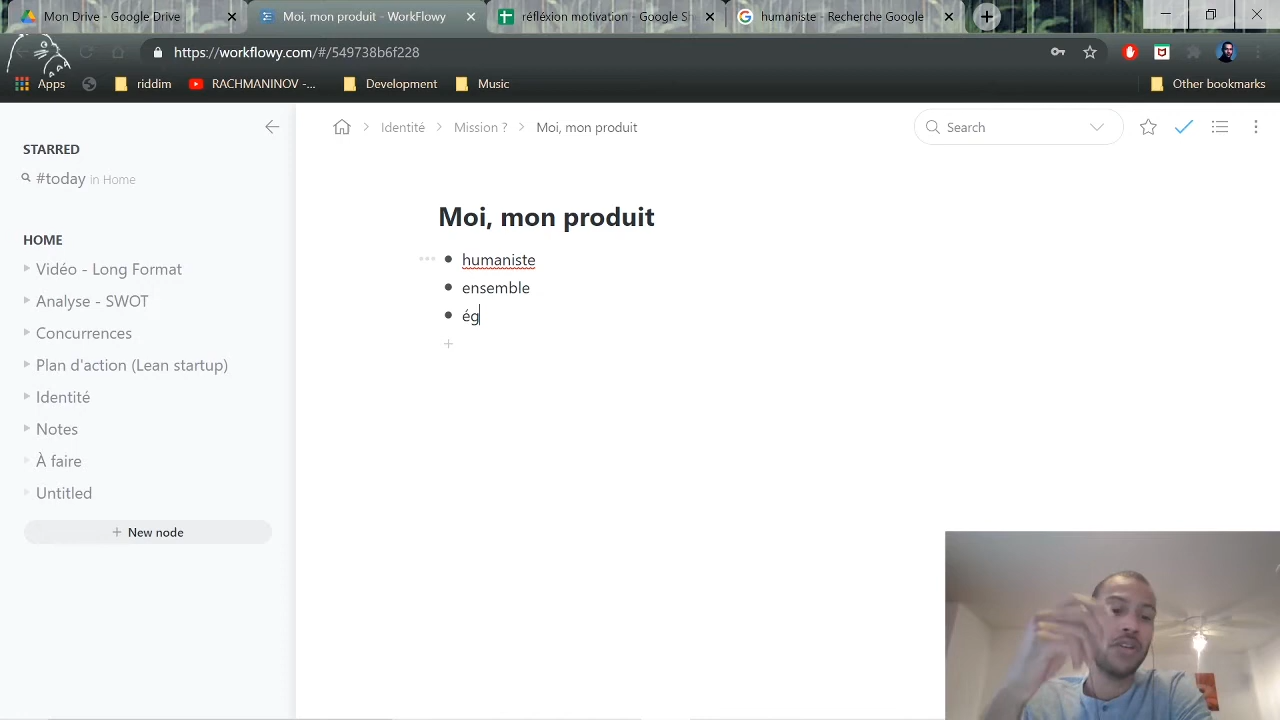 Mon Drive - Google Drive
Moi, mon produit - WorkFlowy
réfléxion motivation - Google Sh
humaniste - Recherche Google
https://workflowy.com/#/549738b6f228
Apps
riddim
RACHMANINOV -...
Development
Music
Other bookmarks
Identité
Mission ?
Moi, mon produit
Search
STARRED
#today in Home
HOME
Vidéo - Long Format
Analyse - SWOT
Concurrences
Plan d'action (Lean startup)
Identité
Notes
À faire
Untitled
+ New node
Moi, mon produit
humaniste
ensemble
ég